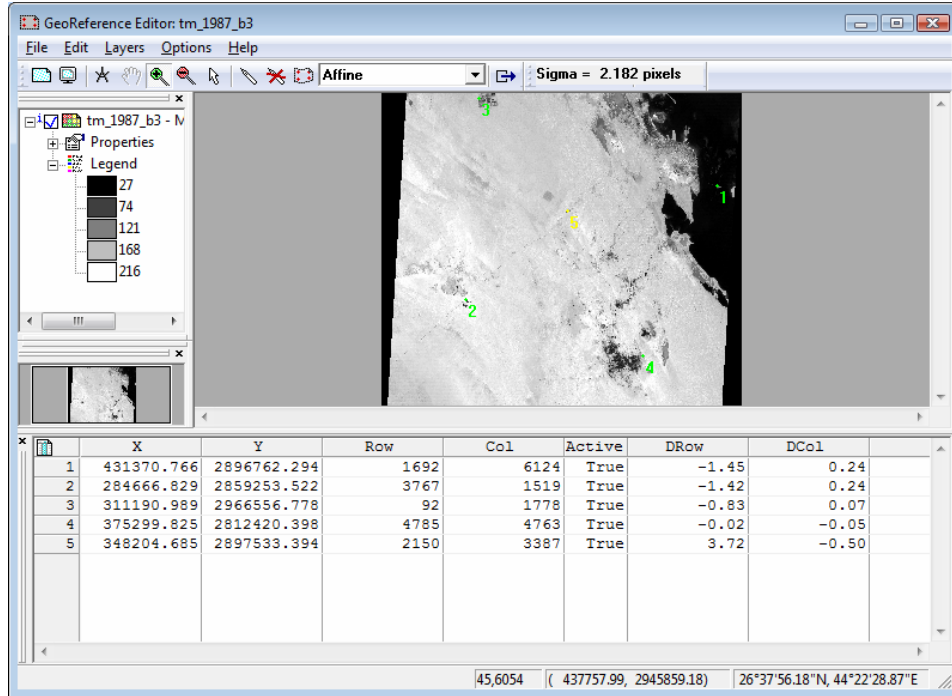 GeoReference Editor: tm_1987_b3
File Edit Layers Options Help
Affine Sigma = 2.182 pixels
tm_1987_b3 - M
Properties
Legend
27
74
121
168
216
3
1
5
2
4
X Y Row Col Active DRow DCol
1 431370.766 2896762.294 1692 6124 True -1.45 0.24
2 284666.829 2859253.522 3767 1519 True -1.42 0.24
3 311190.989 2966556.778 92 1778 True -0.83 0.07
4 375299.825 2812420.398 4785 4763 True -0.02 -0.05
5 348204.685 2897533.394 2150 3387 True 3.72 -0.50
45,6054 ( 437757.99, 2945859.18) 26°37'56.18"N, 44°22'28.87"E